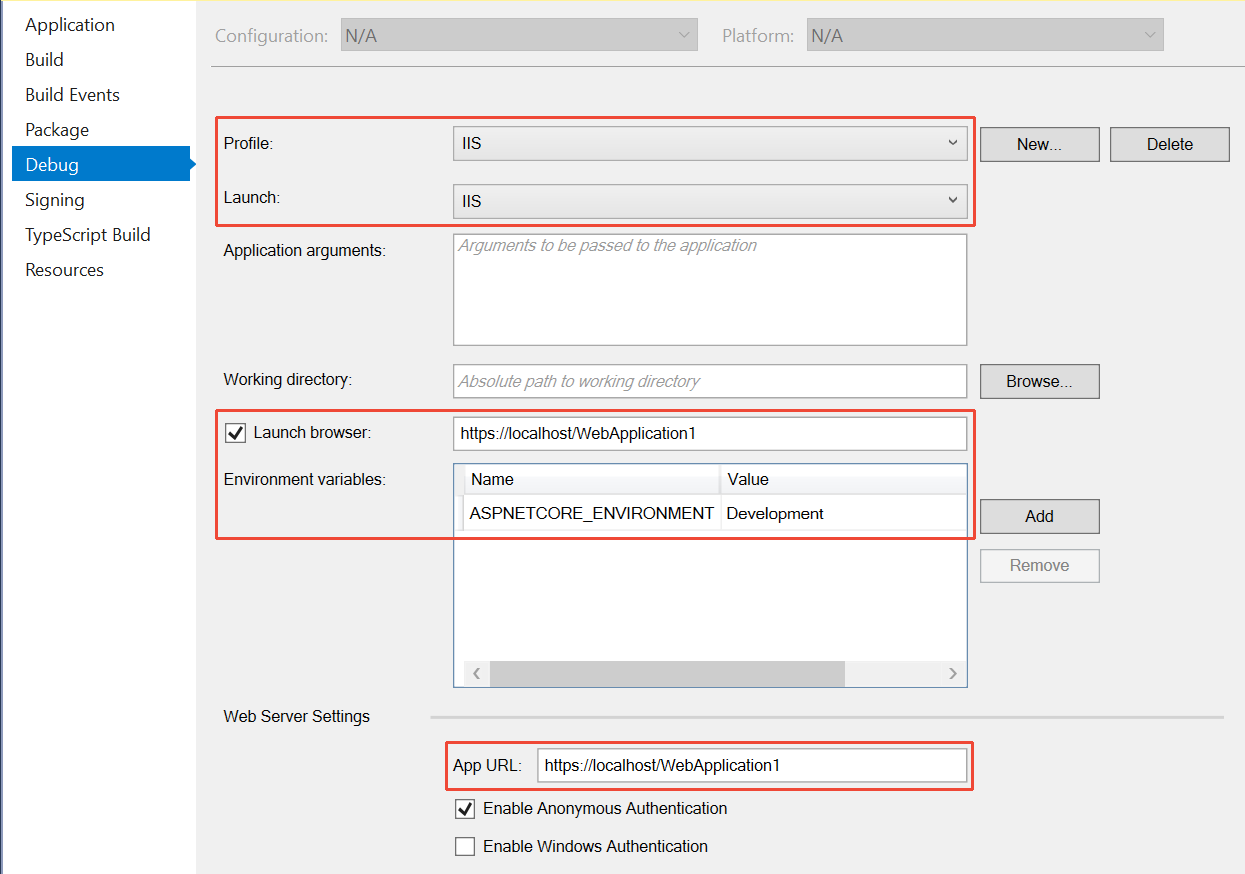 Application
Build
Build Events
Package
Debug
Signing
TypeScript Build
Resources
Configuration: N/A Platform: N/A
Profile: IIS New... Delete
Launch: IIS
Application arguments: Arguments to be passed to the application
Working directory: Absolute path to working directory Browse...
Launch browser: https://localhost/WebApplication1
Environment variables: Name Value
ASPNETCORE_ENVIRONMENT Development Add
Remove
Web Server Settings
App URL: https://localhost/WebApplication1
Enable Anonymous Authentication
Enable Windows Authentication